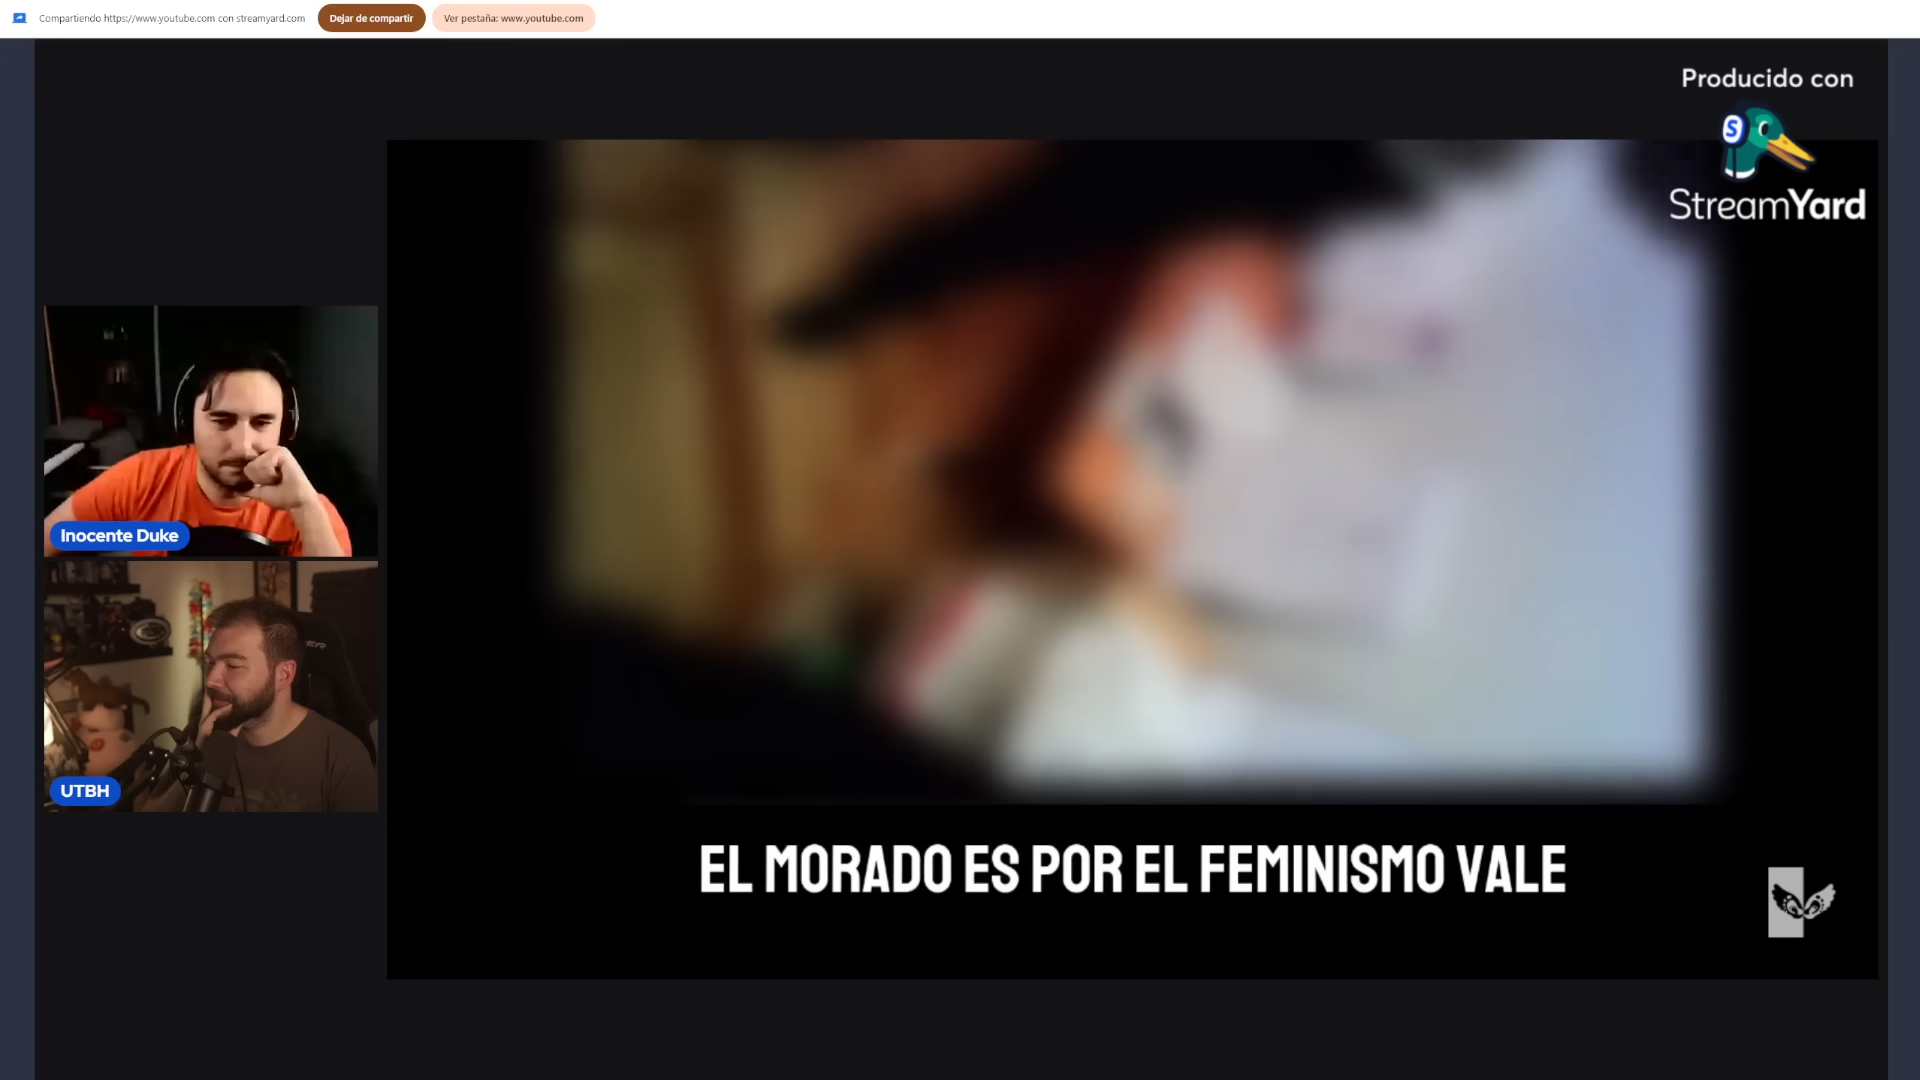 Compartiendo https://www.youtube.com con streamyard.com
Dejar de compartir
Ver pestaña: www.youtube.com
Producido con
S
StreamYard
Inocente Duke
UTBH
EL MORADO ES POR EL FEMINISMO VALE